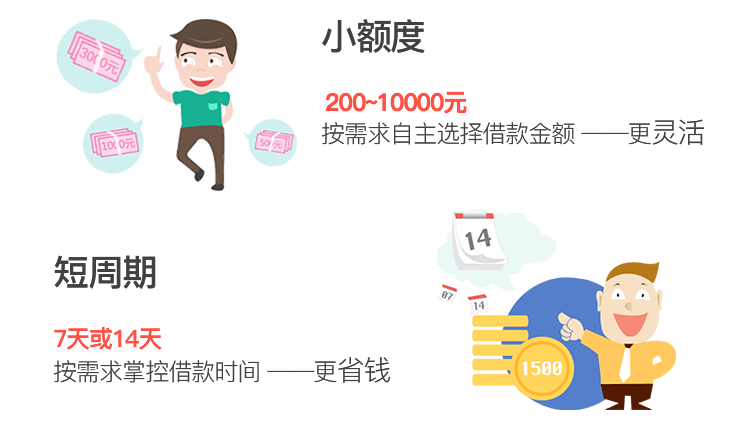 小额度
3000元
200~10000元
按需求自主选择借款金额 ——更灵活
1000元
500元
14
短周期
07
14
7天或14天
按需求掌控借款时间 ——更省钱
1500